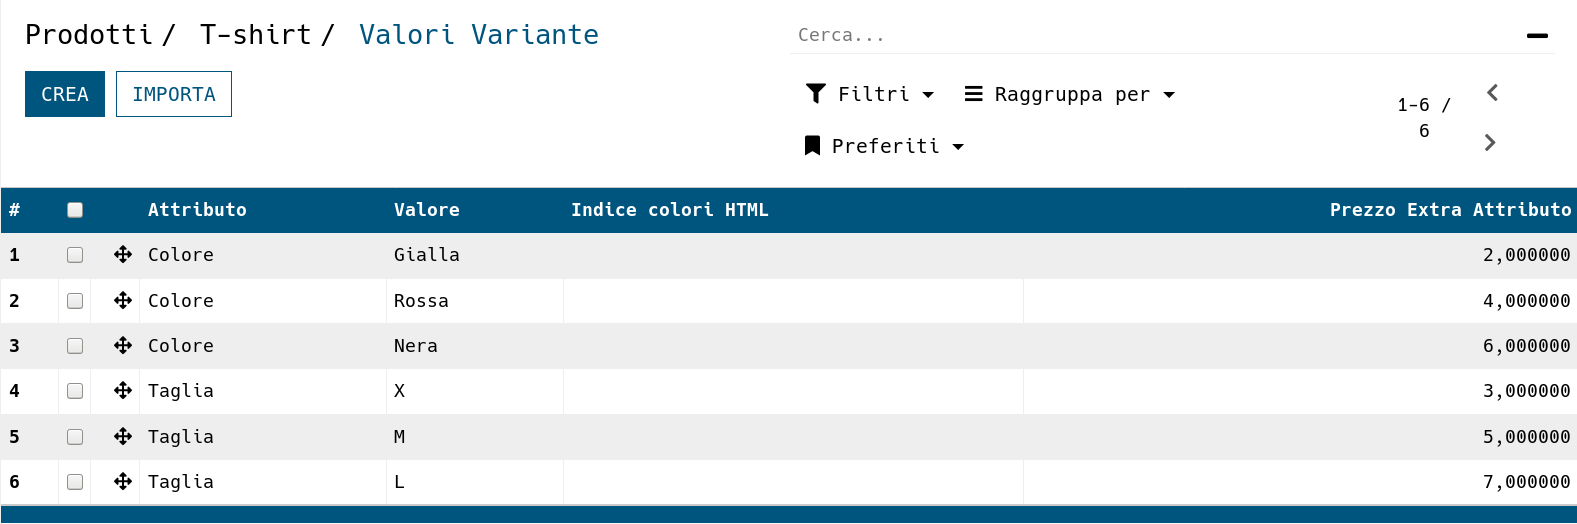 Prodotti / T-shirt / Valori Variante
Cerca...
CREA IMPORTA
Filtri Raggruppa per
1-6 / 6
Preferiti
# Attributo Valore Indice colori HTML Prezzo Extra Attributo
1 Colore Gialla 2,000000
2 Colore Rossa 4,000000
3 Colore Nera 6,000000
4 Taglia X 3,000000
5 Taglia M 5,000000
6 Taglia L 7,000000